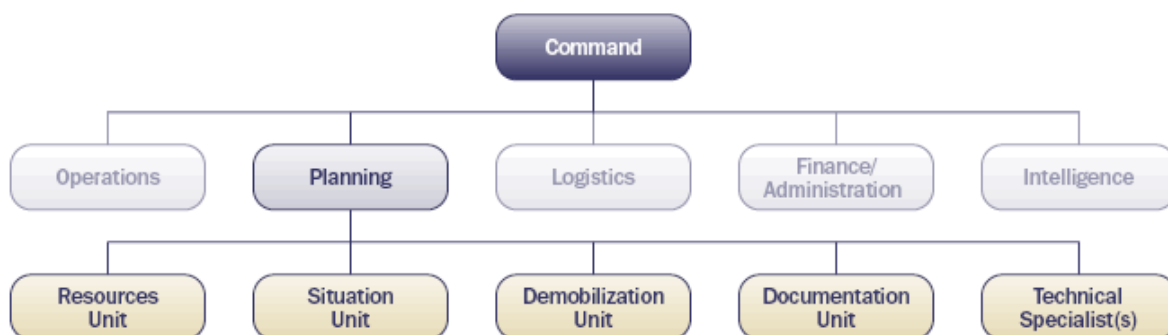 Command
Operations
Planning
Logistics
Finance/
Administration
Intelligence
Resources
Unit
Situation
Unit
Demobilization
Unit
Documentation
Unit
Technical
Specialist(s)